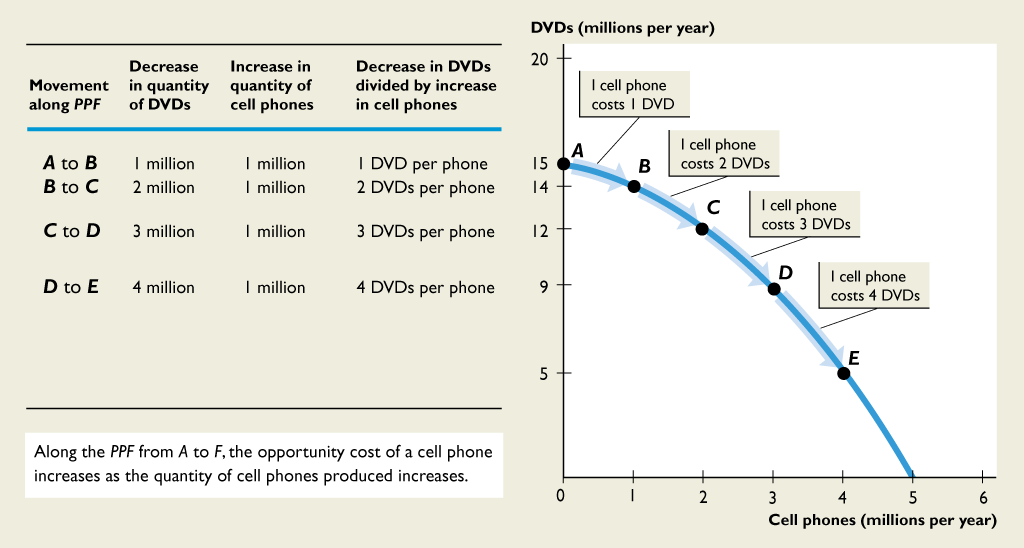 Movement
along PPF
Decrease
in quantity
of DVDs
Increase in
quantity of
cell phones
Decrease in DVDs
divided by increase
in cell phones
A to B 1 million 1 million 1 DVD per phone
B to C 2 million 1 million 2 DVDs per phone
C to D 3 million 1 million 3 DVDs per phone
D to E 4 million 1 million 4 DVDs per phone
Along the PPF from A to F, the opportunity cost of a cell phone
increases as the quantity of cell phones produced increases.
DVDs (millions per year)
20
15
14
12
9
5
1 cell phone
costs 1 DVD
1 cell phone
costs 2 DVDs
1 cell phone
costs 3 DVDs
1 cell phone
costs 4 DVDs
A
B
C
D
E
0 1 2 3 4 5 6
Cell phones (millions per year)